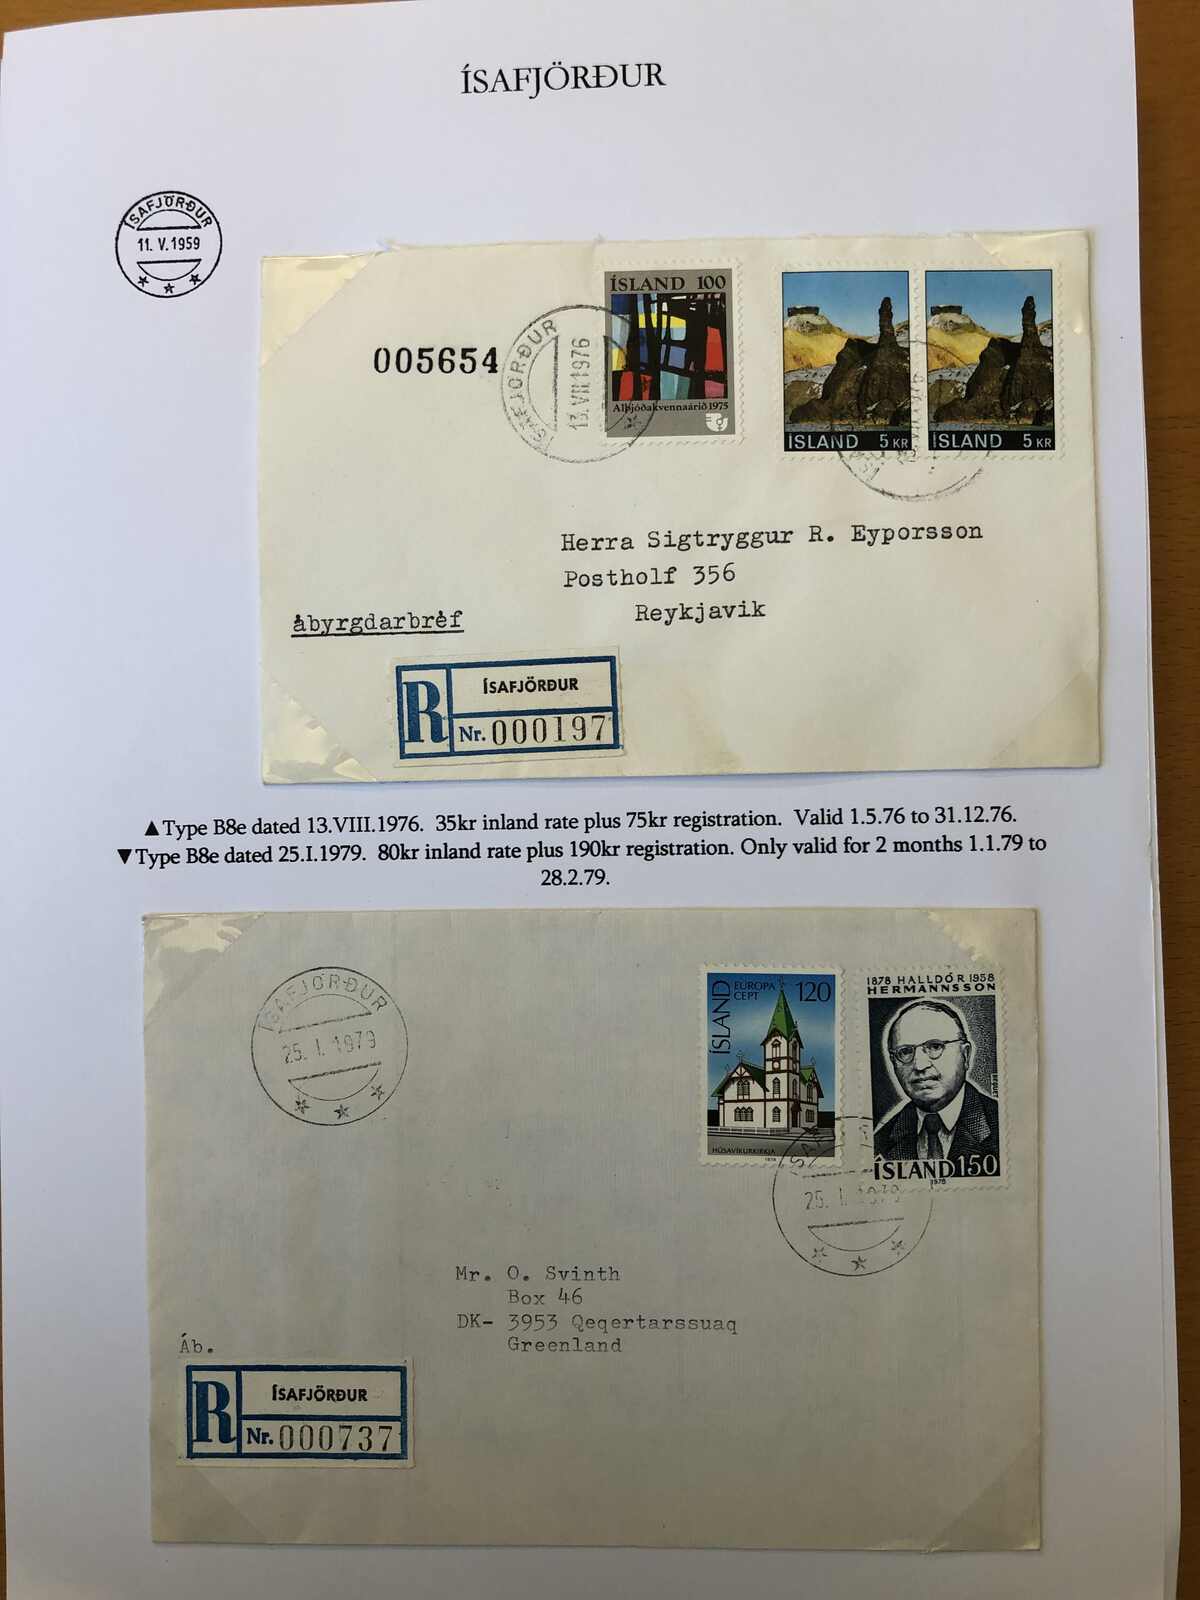 ÍSAFJÖRÐUR
ÍSAFJÖRÐUR
11. V. 1959
005654
ÍSAFJÖRÐUR
13. VIII 1976
ÍSLAND 100
Alþjóðakvennaárið 1975
ÍSLAND 5 KR
ÍSLAND 5 KR
Herra Sigtryggur R. Eyporsson
Postholf 356
Reykjavik
åbyrgdarbrèf
R
ÍSAFJÖRÐUR
Nr. 000197
▲Type B8e dated 13.VIII.1976. 35kr inland rate plus 75kr registration. Valid 1.5.76 to 31.12.76.
▼Type B8e dated 25.I.1979. 80kr inland rate plus 190kr registration. Only valid for 2 months 1.1.79 to
28.2.79.
ÍSAFJÖRÐUR
25. I. 1979
ÍSLAND
EUROPA
CEPT
120
HÚSAVÍKURKIRKJA
1978
1878 HALLDÓR 1958
HERMANNSSON
ÍSLAND 150
1978
25. I. 1979
Mr. O. Svinth
Box 46
DK- 3953 Qeqertarssuaq
Greenland
Áb.
R
ÍSAFJÖRÐUR
Nr. 000737